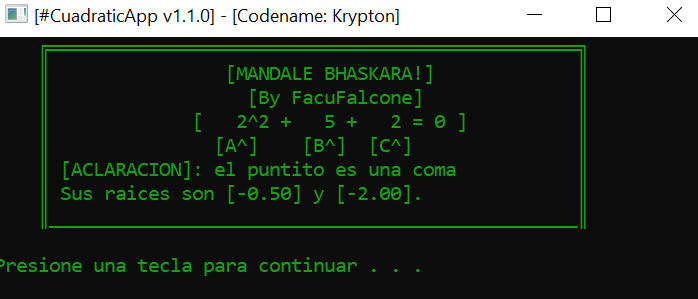 [#CuadraticApp v1.1.0] - [Codename: Krypton]
[MANDALE BHASKARA!]
[By FacuFalcone]
[ 2^2 + 5 + 2 = 0 ]
[A^] [B^] [C^]
[ACLARACION]: el puntito es una coma
Sus raices son [-0.50] y [-2.00].
Presione una tecla para continuar . . .